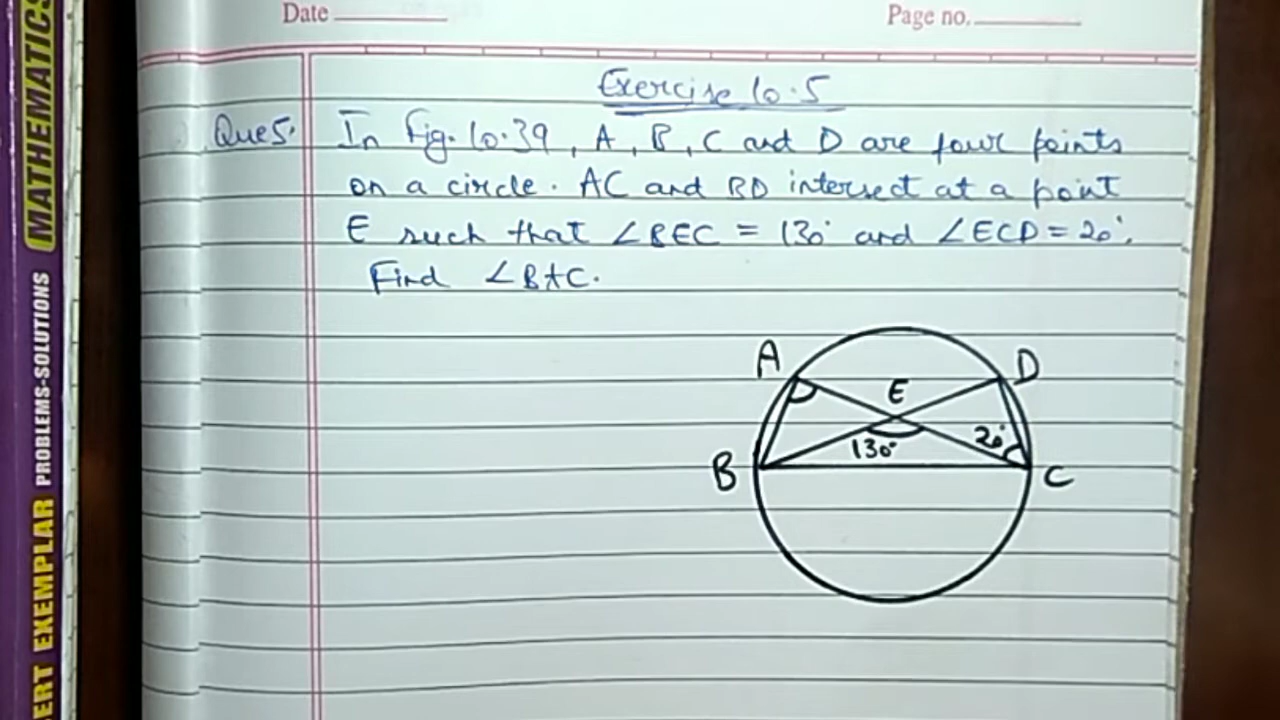 Date
Page no.
Exercise 10.5
Ques5. In Fig. 10.39, A, B, C and D are four points
on a circle. AC and BD intersect at a point
E such that ∠BEC = 130° and ∠ECD = 20°.
Find ∠BAC.
A
D
E
130°
20°
B
C
MATHEMATICS
PROBLEMS-SOLUTIONS
EXEMPLAR